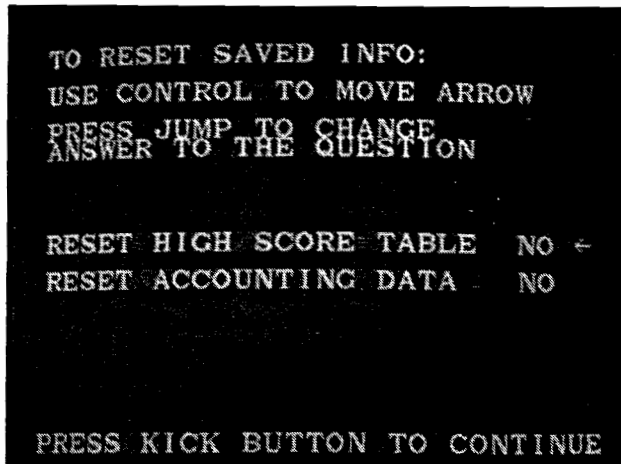 TO RESET SAVED INFO:
USE CONTROL TO MOVE ARROW
PRESS JUMP TO CHANGE
ANSWER TO THE QUESTION
RESET HIGH SCORE TABLE NO ←
RESET ACCOUNTING DATA NO
PRESS KICK BUTTON TO CONTINUE